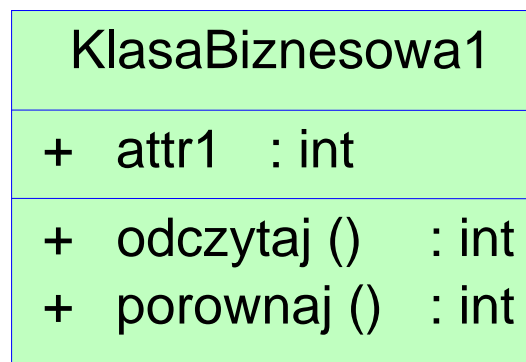 KlasaBiznesowa1
+ attr1 : int
+ odczytaj () : int
+ porownaj () : int